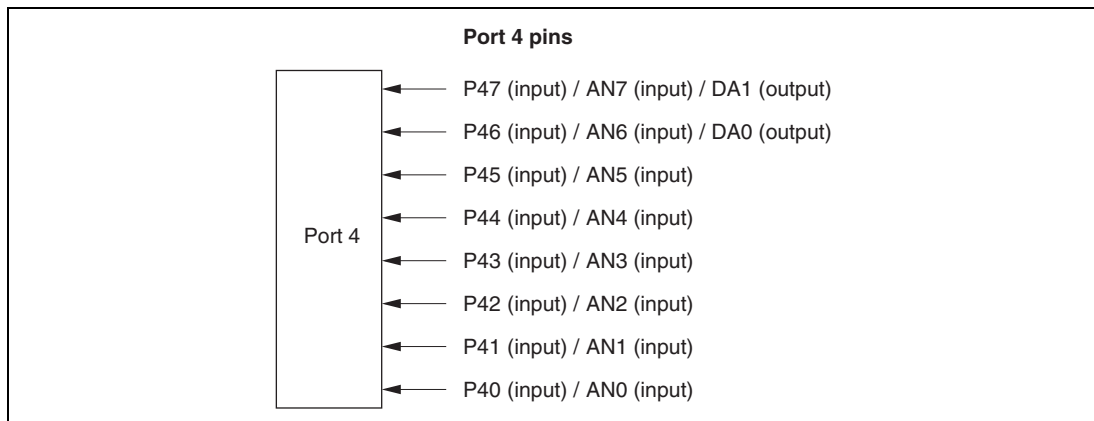 Port 4 pins
P47 (input) / AN7 (input) / DA1 (output)
P46 (input) / AN6 (input) / DA0 (output)
P45 (input) / AN5 (input)
P44 (input) / AN4 (input)
Port 4
P43 (input) / AN3 (input)
P42 (input) / AN2 (input)
P41 (input) / AN1 (input)
P40 (input) / AN0 (input)